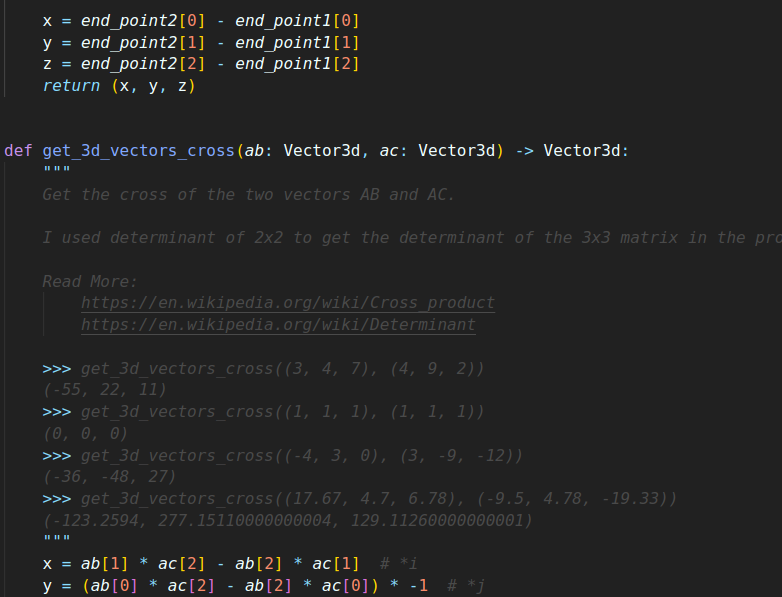 x = end_point2[0] - end_point1[0]
y = end_point2[1] - end_point1[1]
z = end_point2[2] - end_point1[2]
return (x, y, z)
def get_3d_vectors_cross(ab: Vector3d, ac: Vector3d) -> Vector3d:
"""
Get the cross of the two vectors AB and AC.
I used determinant of 2x2 to get the determinant of the 3x3 matrix in the pro
Read More:
https://en.wikipedia.org/wiki/Cross_product
https://en.wikipedia.org/wiki/Determinant
>>> get_3d_vectors_cross((3, 4, 7), (4, 9, 2))
(-55, 22, 11)
>>> get_3d_vectors_cross((1, 1, 1), (1, 1, 1))
(0, 0, 0)
>>> get_3d_vectors_cross((-4, 3, 0), (3, -9, -12))
(-36, -48, 27)
>>> get_3d_vectors_cross((17.67, 4.7, 6.78), (-9.5, 4.78, -19.33))
(-123.2594, 277.15110000000004, 129.11260000000001)
"""
x = ab[1] * ac[2] - ab[2] * ac[1]  # *i
y = (ab[0] * ac[2] - ab[2] * ac[0]) * -1  # *j